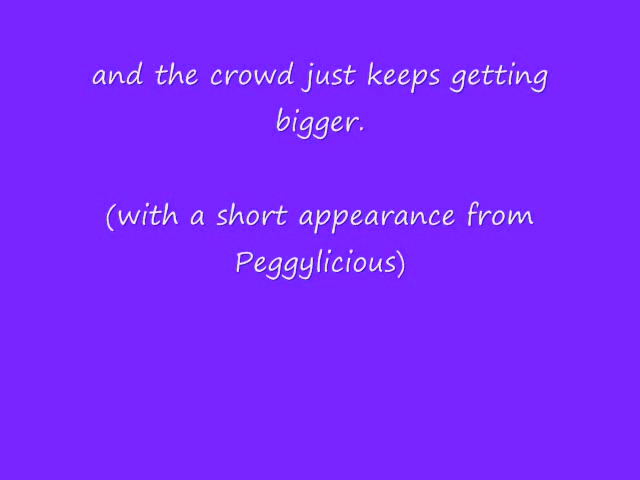 and the crowd just keeps getting
bigger.
(with a short appearance from
Peggylicious)